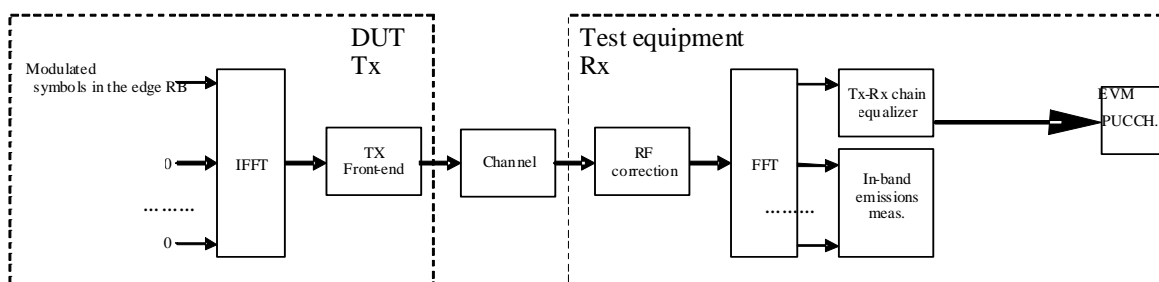 DUT
Tx
Test equipment
Rx
Modulated
symbols in the edge RB
0
………
0
IFFT
TX
Front-end
Channel
RF
correction
FFT
………
Tx-Rx chain
equalizer
In-band
emissions
meas.
EVM
PUCCH.